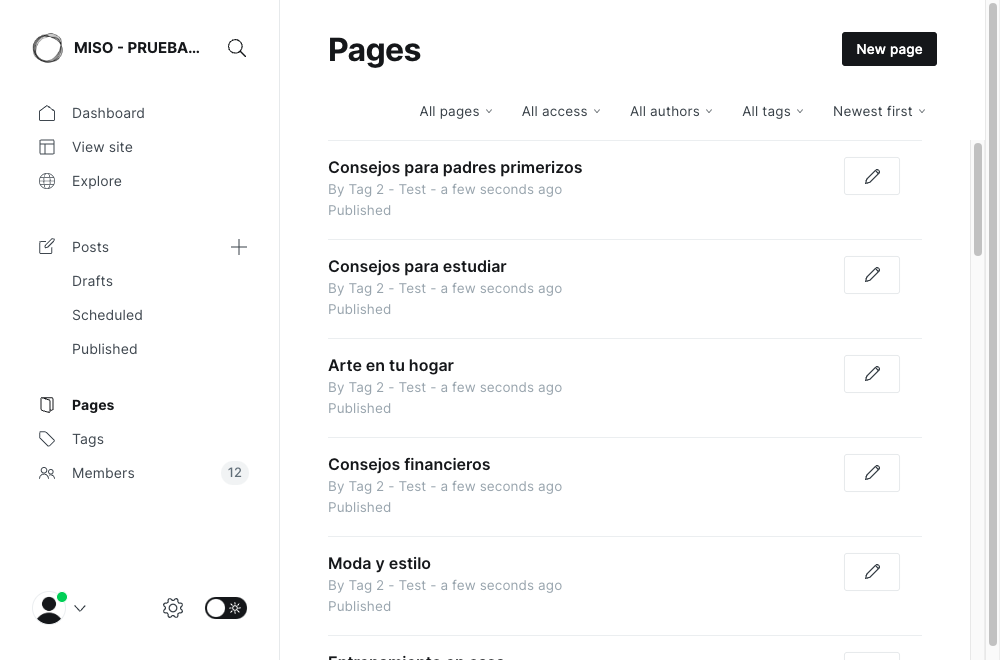 MISO - PRUEBA...
Dashboard
View site
Explore
Posts
Drafts
Scheduled
Published
Pages
Tags
Members 12
Pages
New page
All pages All access All authors All tags Newest first
Consejos para padres primerizos
By Tag 2 - Test - a few seconds ago
Published
Consejos para estudiar
By Tag 2 - Test - a few seconds ago
Published
Arte en tu hogar
By Tag 2 - Test - a few seconds ago
Published
Consejos financieros
By Tag 2 - Test - a few seconds ago
Published
Moda y estilo
By Tag 2 - Test - a few seconds ago
Published